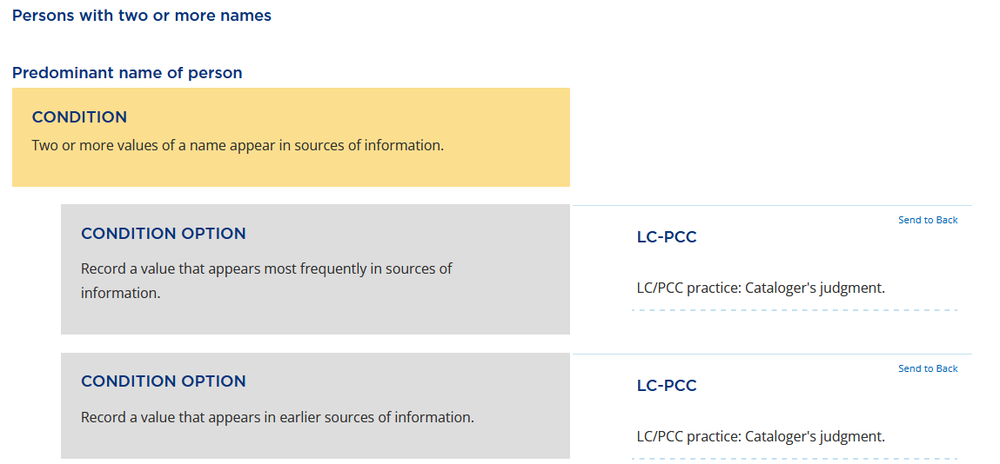 Persons with two or more names
Predominant name of person
CONDITION
Two or more values of a name appear in sources of information.
CONDITION OPTION
Record a value that appears most frequently in sources of
information.
Send to Back
LC-PCC
LC/PCC practice: Cataloger's judgment.
CONDITION OPTION
Record a value that appears in earlier sources of information.
Send to Back
LC-PCC
LC/PCC practice: Cataloger's judgment.